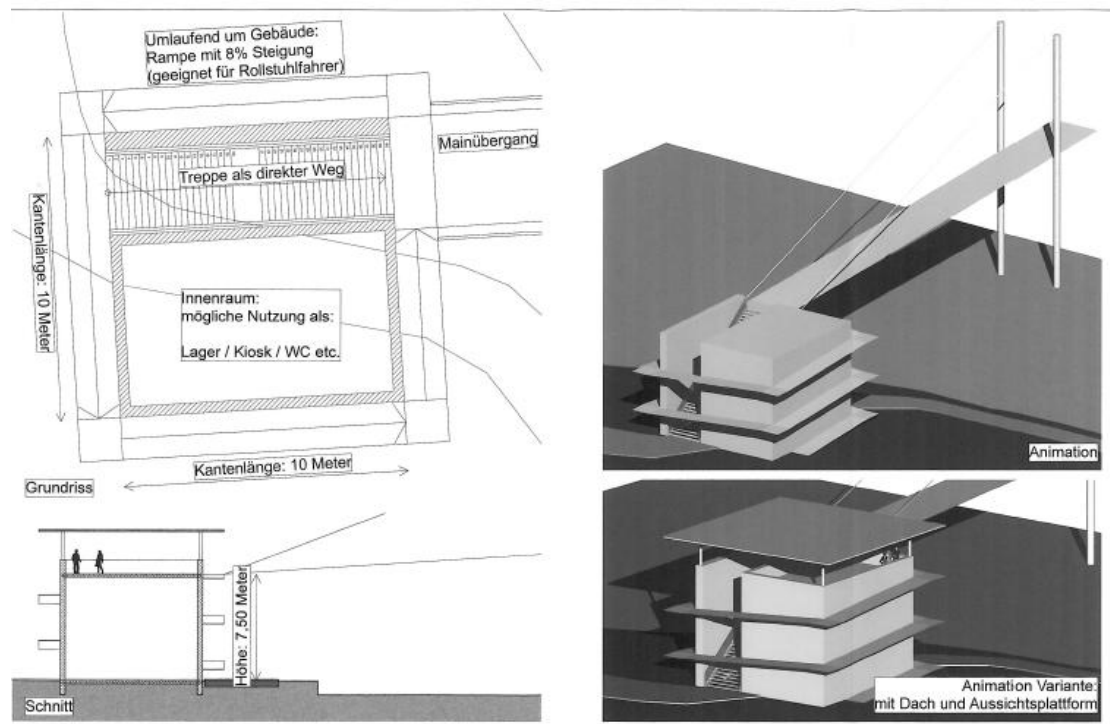 Umlaufend um Gebäude:
Rampe mit 8% Steigung
(geeignet für Rollstuhlfahrer)
Mainübergang
Treppe als direkter Weg
Kantenlänge: 10 Meter
Innenraum:
mögliche Nutzung als:
Lager / Kiosk / WC etc.
Kantenlänge: 10 Meter
Grundriss
Höhe: 7,50 Meter
Schnitt
Animation
Animation Variante:
mit Dach und Aussichtsplattform